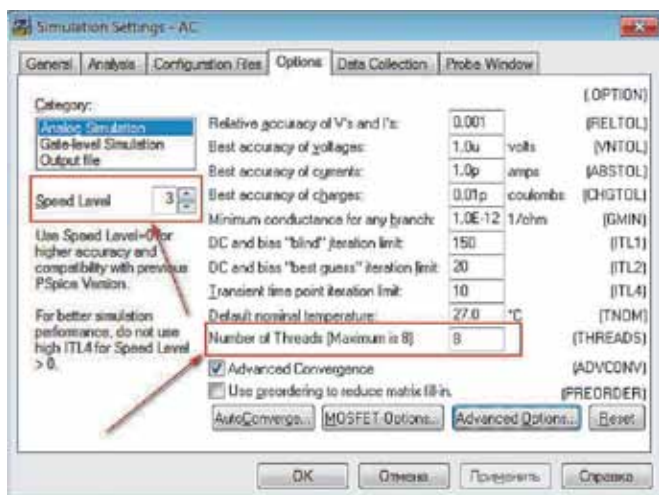 Simulation Settings - AC
General Analysis Configuration Files Options Data Collection Probe Window
(.OPTION)
Category:
Analog Simulation
Gate-level Simulation
Output file
Speed Level 3
Use Speed Level=0 for
higher accuracy and
compatibility with previous
PSpice Version.
For better simulation
performance, do not use
high ITL4 for Speed Level
> 0.
Relative accuracy of V's and I's: 0.001 (RELTOL)
Best accuracy of voltages: 1.0u volts (VNTOL)
Best accuracy of currents: 1.0p amps (ABSTOL)
Best accuracy of charges: 0.01p coulombs (CHGTOL)
Minimum conductance for any branch: 1.0E-12 1/ohm (GMIN)
DC and bias "blind" iteration limit: 150 (ITL1)
DC and bias "best guess" iteration limit: 20 (ITL2)
Transient time point iteration limit: 10 (ITL4)
Default nominal temperature: 27.0 °C (TNOM)
Number of Threads [Maximum is 8] 8 (THREADS)
Advanced Convergence (ADVCONV)
Use preordering to reduce matrix fill-in. (PREORDER)
AutoConverge... MOSFET Options... Advanced Options... Reset
OK Отмена Применить Справка